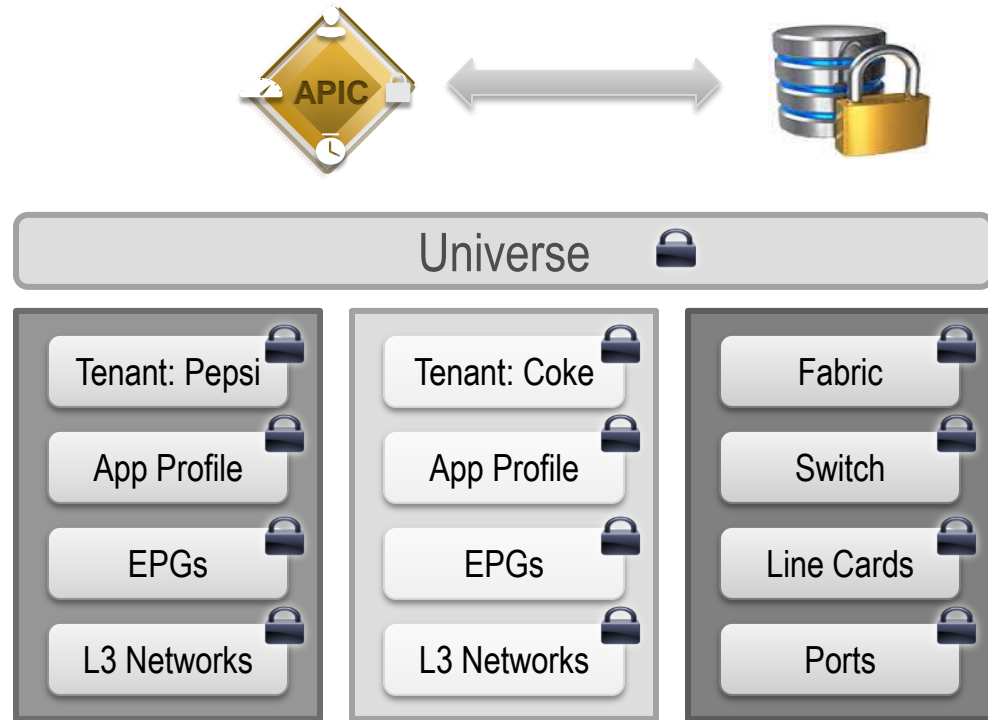 APIC
Universe
Tenant: Pepsi
App Profile
EPGs
L3 Networks
Tenant: Coke
App Profile
EPGs
L3 Networks
Fabric
Switch
Line Cards
Ports